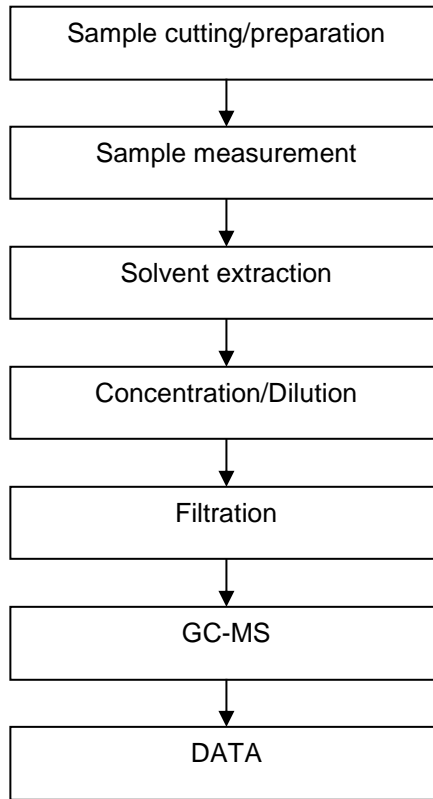 Sample cutting/preparation
Sample measurement
Solvent extraction
Concentration/Dilution
Filtration
GC-MS
DATA